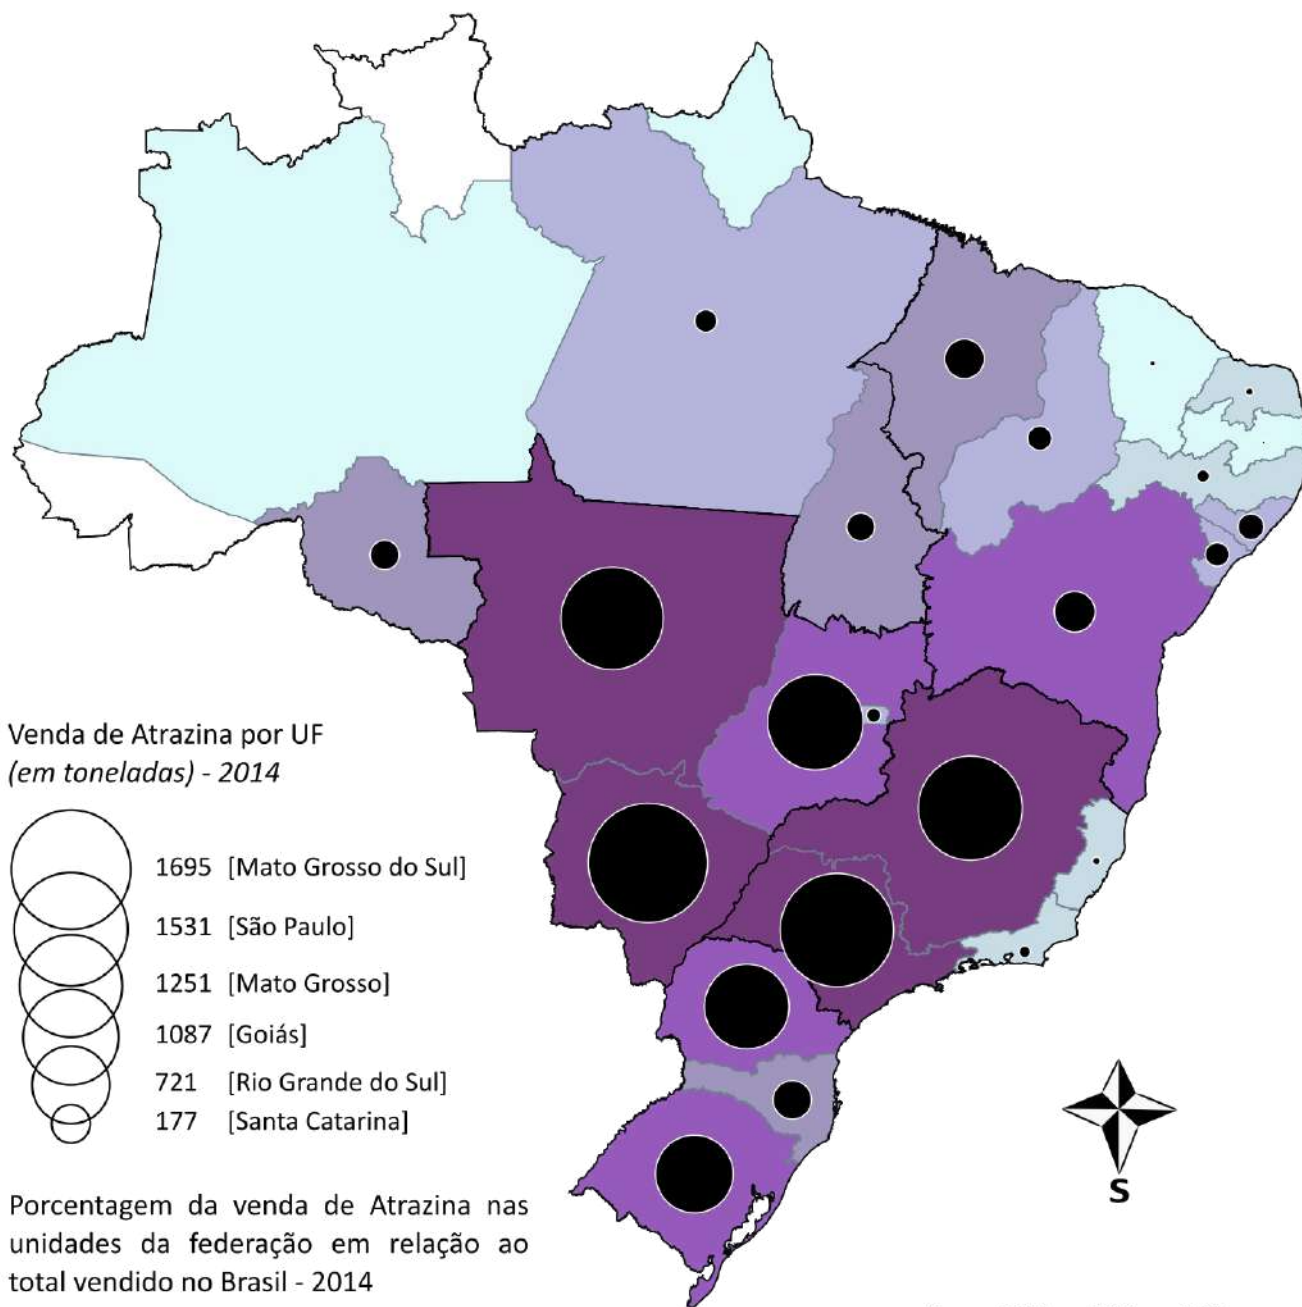 Venda de Atrazina por UF
(em toneladas) - 2014
1695 [Mato Grosso do Sul]
1531 [São Paulo]
1251 [Mato Grosso]
1087 [Goiás]
721 [Rio Grande do Sul]
177 [Santa Catarina]
S
Porcentagem da venda de Atrazina nas
unidades da federação em relação ao
total vendido no Brasil - 2014